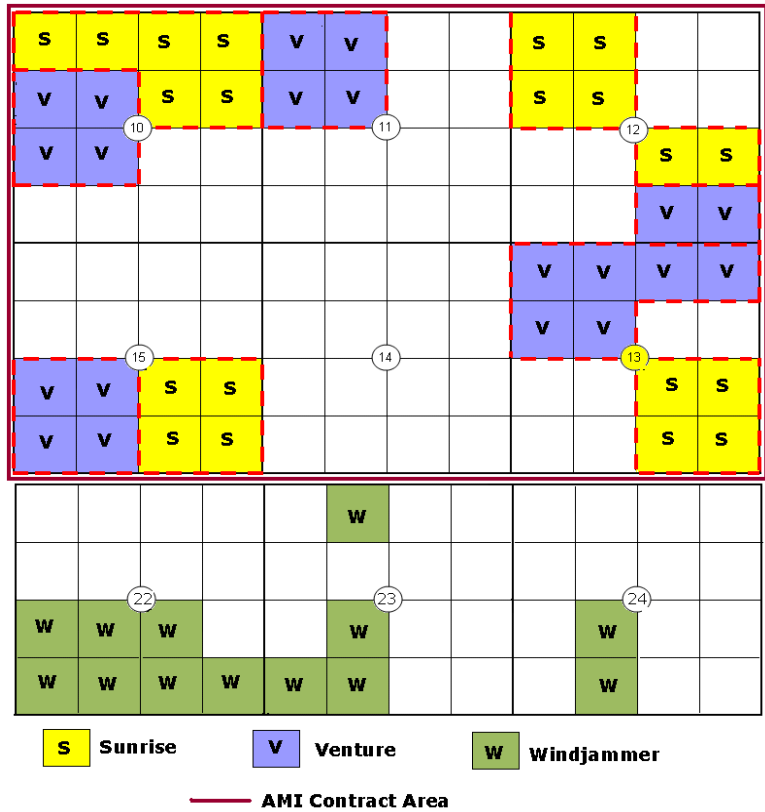 S S S S V V S S
V V S S V V S S
10 11 12
V V S S
V V
V V V V
V V
15 14 13
V V S S S S
V V S S S S
W
22 23 24
W W W W W
W W W W W W W
S Sunrise V Venture W Windjammer
AMI Contract Area